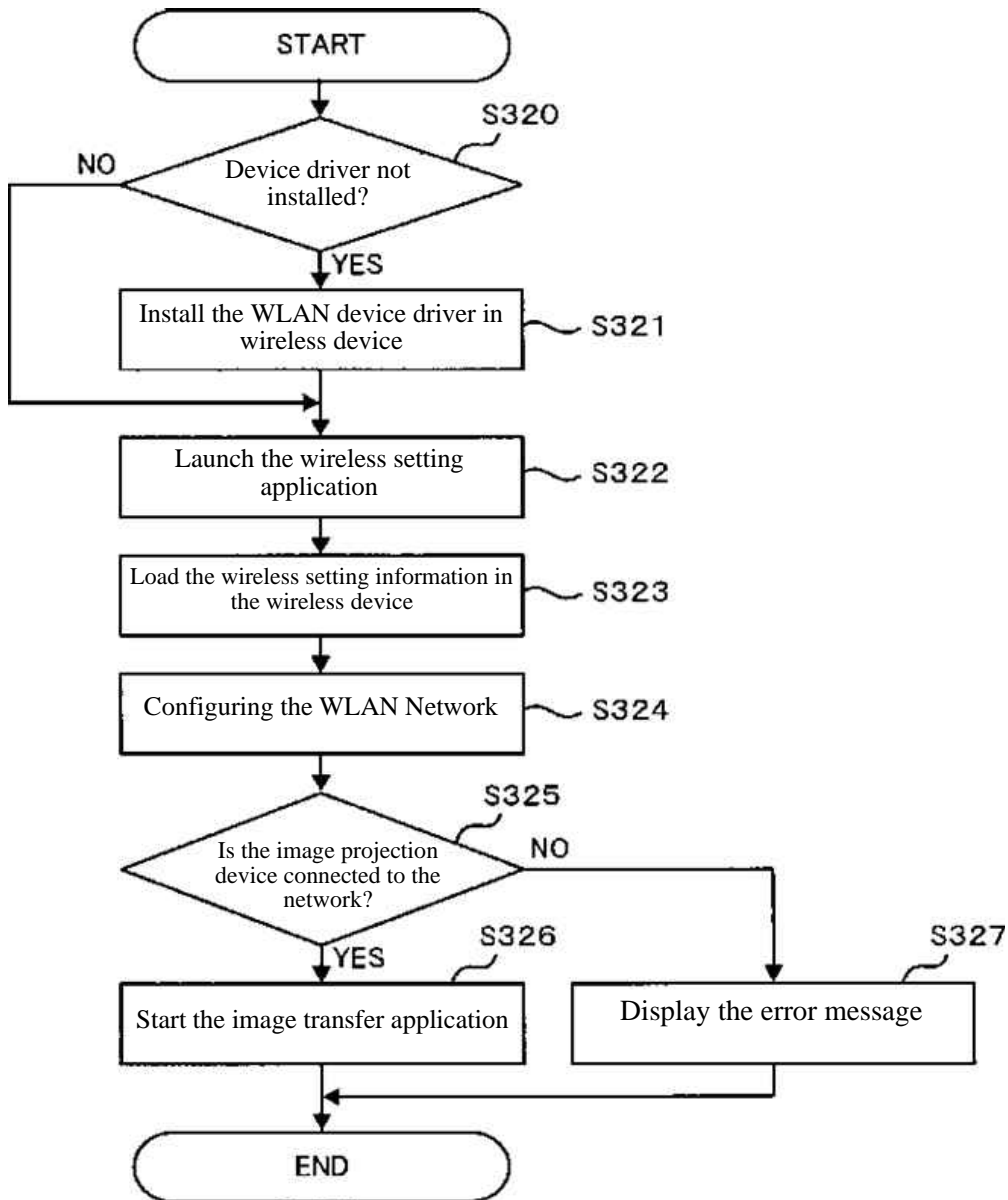 START
S320
NO
Device driver not
installed?
YES
Install the WLAN device driver in
wireless device
S321
Launch the wireless setting
application
S322
Load the wireless setting information in
the wireless device
S323
Configuring the WLAN Network
S324
S325
Is the image projection
device connected to the
network?
NO
YES
S326
S327
Start the image transfer application
Display the error message
END